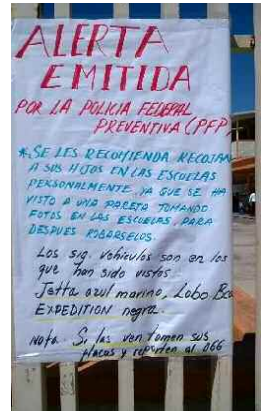 ALERTA
EMITIDA
POR LA POLICIA FEDERAL
PREVENTIVA (PFP
* SE LES RECOMIENDA RECOJAN
A SUS HIJOS EN LAS ESCUELAS
PERSONALMENTE, YA QUE SE HA
VISTO A UNA PAREJA TOMANDO
FOTOS EN LAS ESCUELAS, PARA
DESPUES ROBARSELOS.
Los sig. vehiculos son en los
que han sido vistos.
Jetta azul marino, Lobo Bca
EXPEDITION negra.
Nota. Si las ven tomen sus
placas y reporten al 066